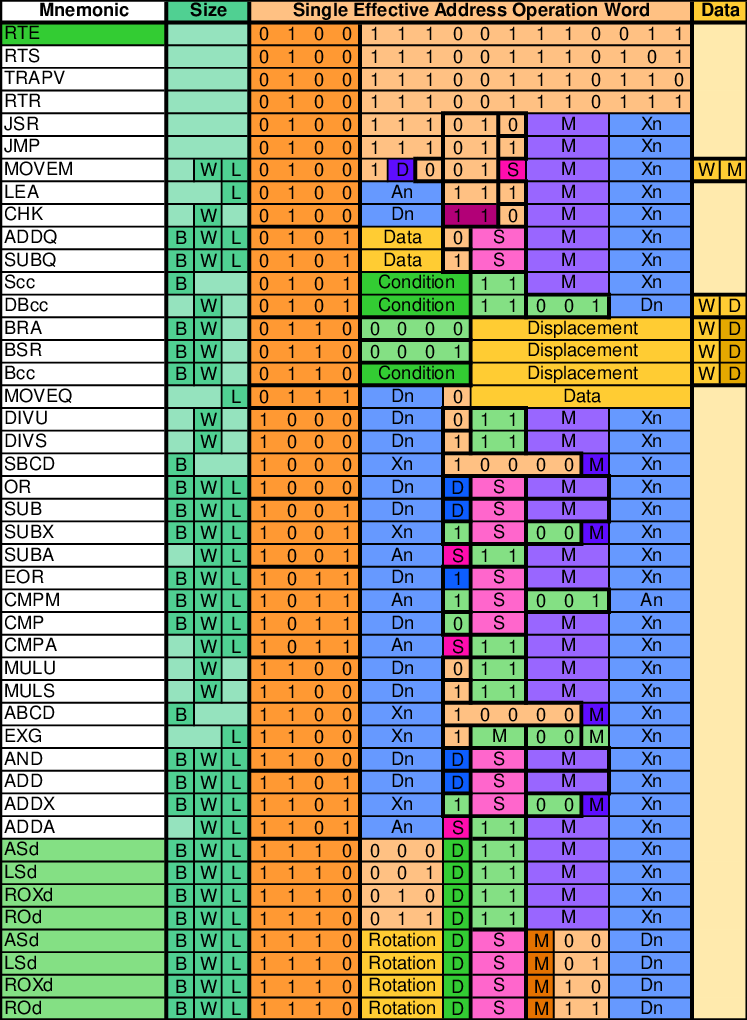 Mnemonic Size Single Effective Address Operation Word Data
RTE 0 1 0 0 1 1 1 0 0 1 1 1 0 0 1 1
RTS 0 1 0 0 1 1 1 0 0 1 1 1 0 1 0 1
TRAPV 0 1 0 0 1 1 1 0 0 1 1 1 0 1 1 0
RTR 0 1 0 0 1 1 1 0 0 1 1 1 0 1 1 1
JSR 0 1 0 0 1 1 1 0 1 0 M Xn
JMP 0 1 0 0 1 1 1 0 1 1 M Xn
MOVEM W L 0 1 0 0 1 D 0 0 1 S M Xn W M
LEA L 0 1 0 0 An 1 1 1 M Xn
CHK W 0 1 0 0 Dn 1 1 0 M Xn
ADDQ B W L 0 1 0 1 Data 0 S M Xn
SUBQ B W L 0 1 0 1 Data 1 S M Xn
Scc B 0 1 0 1 Condition 1 1 M Xn
DBcc W 0 1 0 1 Condition 1 1 0 0 1 Dn W D
BRA B W 0 1 1 0 0 0 0 0 Displacement W D
BSR B W 0 1 1 0 0 0 0 1 Displacement W D
Bcc B W 0 1 1 0 Condition Displacement W D
MOVEQ L 0 1 1 1 Dn 0 Data
DIVU W 1 0 0 0 Dn 0 1 1 M Xn
DIVS W 1 0 0 0 Dn 1 1 1 M Xn
SBCD B 1 0 0 0 Xn 1 0 0 0 0 M Xn
OR B W L 1 0 0 0 Dn D S M Xn
SUB B W L 1 0 0 1 Dn D S M Xn
SUBX B W L 1 0 0 1 Xn 1 S 0 0 M Xn
SUBA W L 1 0 0 1 An S 1 1 M Xn
EOR B W L 1 0 1 1 Dn 1 S M Xn
CMPM B W L 1 0 1 1 An 1 S 0 0 1 An
CMP B W L 1 0 1 1 Dn 0 S M Xn
CMPA W L 1 0 1 1 An S 1 1 M Xn
MULU W 1 1 0 0 Dn 0 1 1 M Xn
MULS W 1 1 0 0 Dn 1 1 1 M Xn
ABCD B 1 1 0 0 Xn 1 0 0 0 0 M Xn
EXG L 1 1 0 0 Xn 1 M 0 0 M Xn
AND B W L 1 1 0 0 Dn D S M Xn
ADD B W L 1 1 0 1 Dn D S M Xn
ADDX B W L 1 1 0 1 Xn 1 S 0 0 M Xn
ADDA W L 1 1 0 1 An S 1 1 M Xn
ASd B W L 1 1 1 0 0 0 0 D 1 1 M Xn
LSd B W L 1 1 1 0 0 0 1 D 1 1 M Xn
ROXd B W L 1 1 1 0 0 1 0 D 1 1 M Xn
ROd B W L 1 1 1 0 0 1 1 D 1 1 M Xn
ASd B W L 1 1 1 0 Rotation D S M 0 0 Dn
LSd B W L 1 1 1 0 Rotation D S M 0 1 Dn
ROXd B W L 1 1 1 0 Rotation D S M 1 0 Dn
ROd B W L 1 1 1 0 Rotation D S M 1 1 Dn